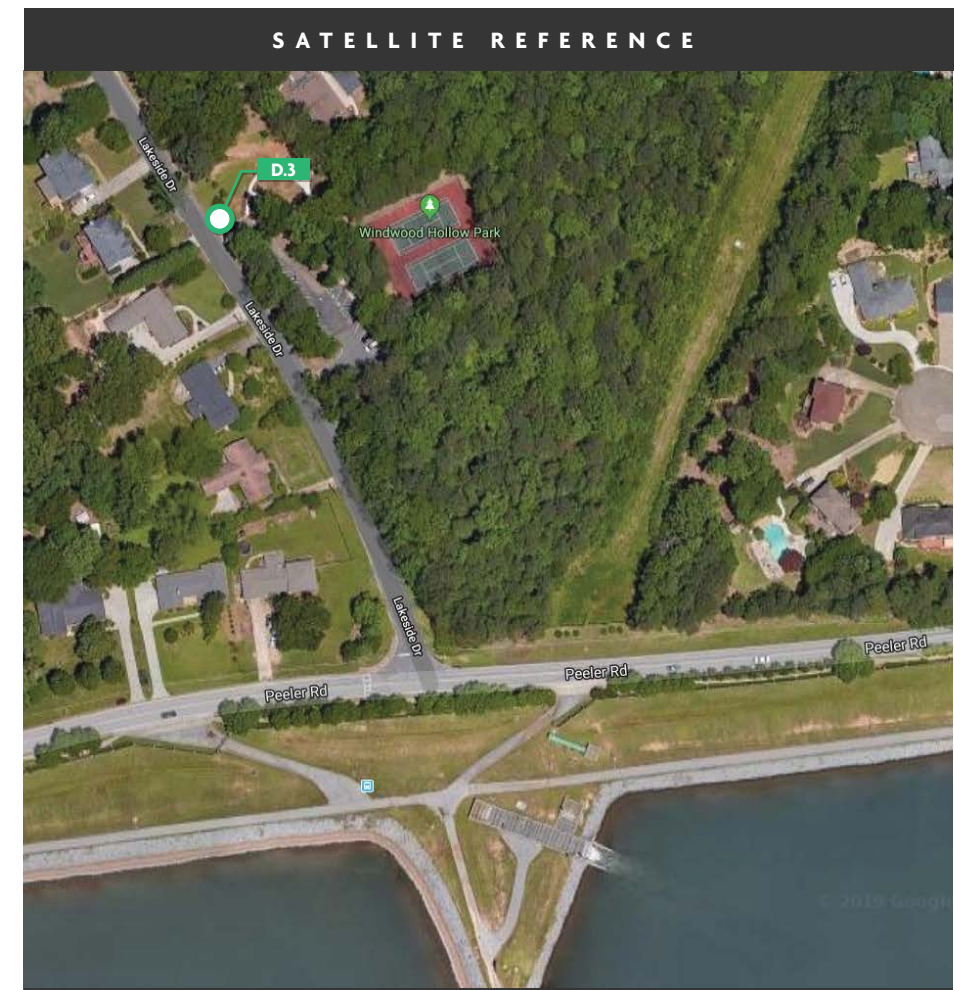 SATELLITE REFERENCE
Lakeside Dr
D.3
Windwood Hollow Park
Lakeside Dr
Lakeside Dr
Peeler Rd
Peeler Rd
Peeler Rd
© 2019 Google